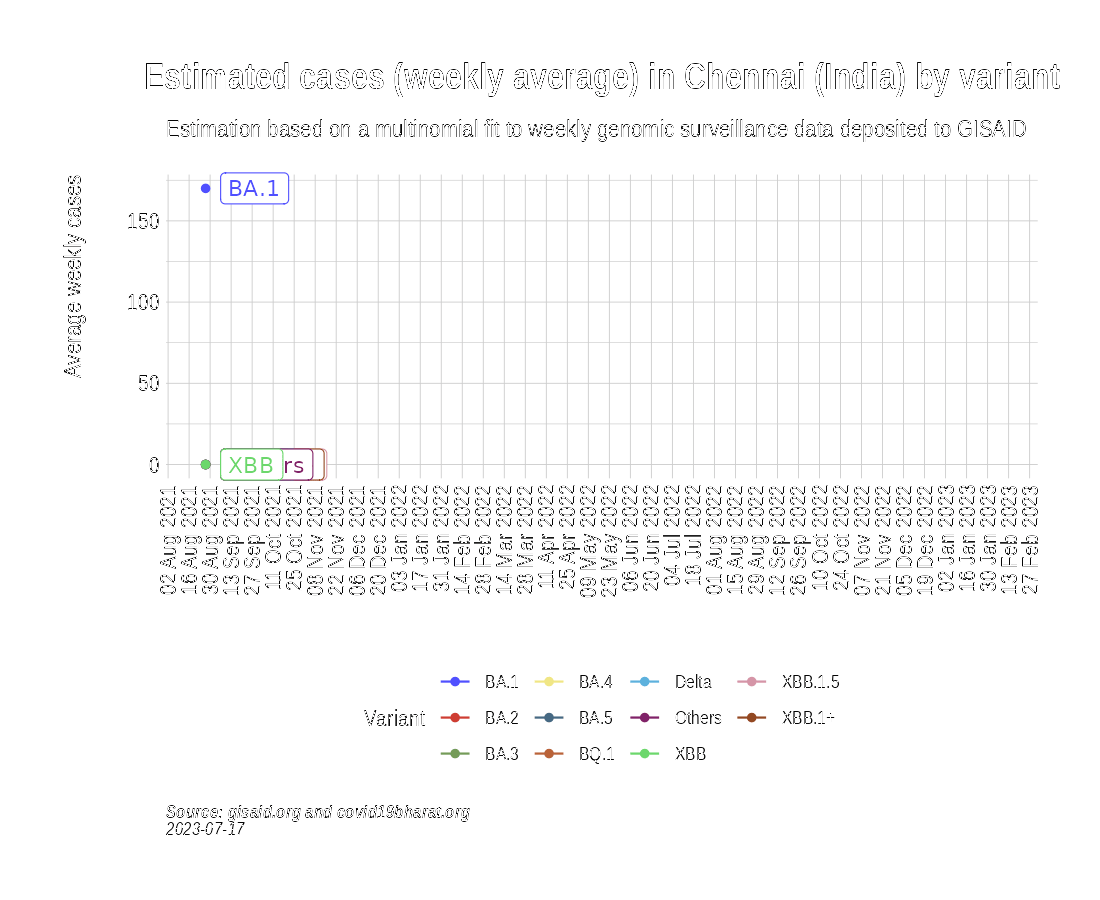 Estimated cases (weekly average) in Chennai (India) by variant
Estimation based on a multinomial fit to weekly genomic surveillance data deposited to GISAID
Average weekly cases
BA.1
150
100
50
0
XBB
rs
02 Aug 2021
16 Aug 2021
30 Aug 2021
13 Sep 2021
27 Sep 2021
11 Oct 2021
25 Oct 2021
08 Nov 2021
22 Nov 2021
06 Dec 2021
20 Dec 2021
03 Jan 2022
17 Jan 2022
31 Jan 2022
14 Feb 2022
28 Feb 2022
14 Mar 2022
28 Mar 2022
11 Apr 2022
25 Apr 2022
09 May 2022
23 May 2022
06 Jun 2022
20 Jun 2022
04 Jul 2022
18 Jul 2022
01 Aug 2022
15 Aug 2022
29 Aug 2022
12 Sep 2022
26 Sep 2022
10 Oct 2022
24 Oct 2022
07 Nov 2022
21 Nov 2022
05 Dec 2022
19 Dec 2022
02 Jan 2023
16 Jan 2023
30 Jan 2023
13 Feb 2023
27 Feb 2023
Variant
BA.1
BA.2
BA.3
BA.4
BA.5
BQ.1
Delta
Others
XBB
XBB.1.5
XBB.1+
Source: gisaid.org and covid19bharat.org
2023-07-17